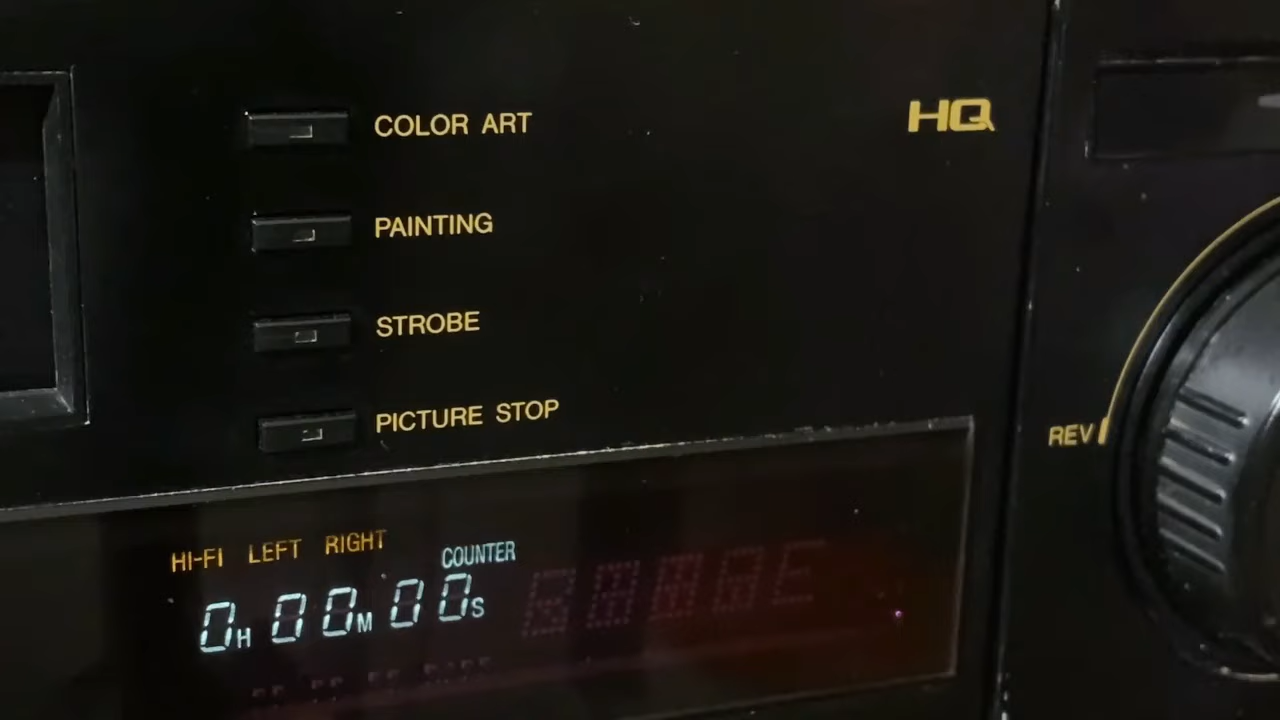 COLOR ART
HQ
PAINTING
STROBE
PICTURE STOP
REV
HI-FI LEFT RIGHT
COUNTER
0H 00M 00S